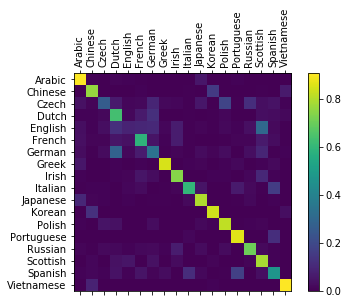 Arabic
Chinese
Czech
Dutch
English
French
German
Greek
Irish
Italian
Japanese
Korean
Polish
Portuguese
Russian
Scottish
Spanish
Vietnamese
Arabic
Chinese
Czech
Dutch
English
French
German
Greek
Irish
Italian
Japanese
Korean
Polish
Portuguese
Russian
Scottish
Spanish
Vietnamese
0.8
0.6
0.4
0.2
0.0